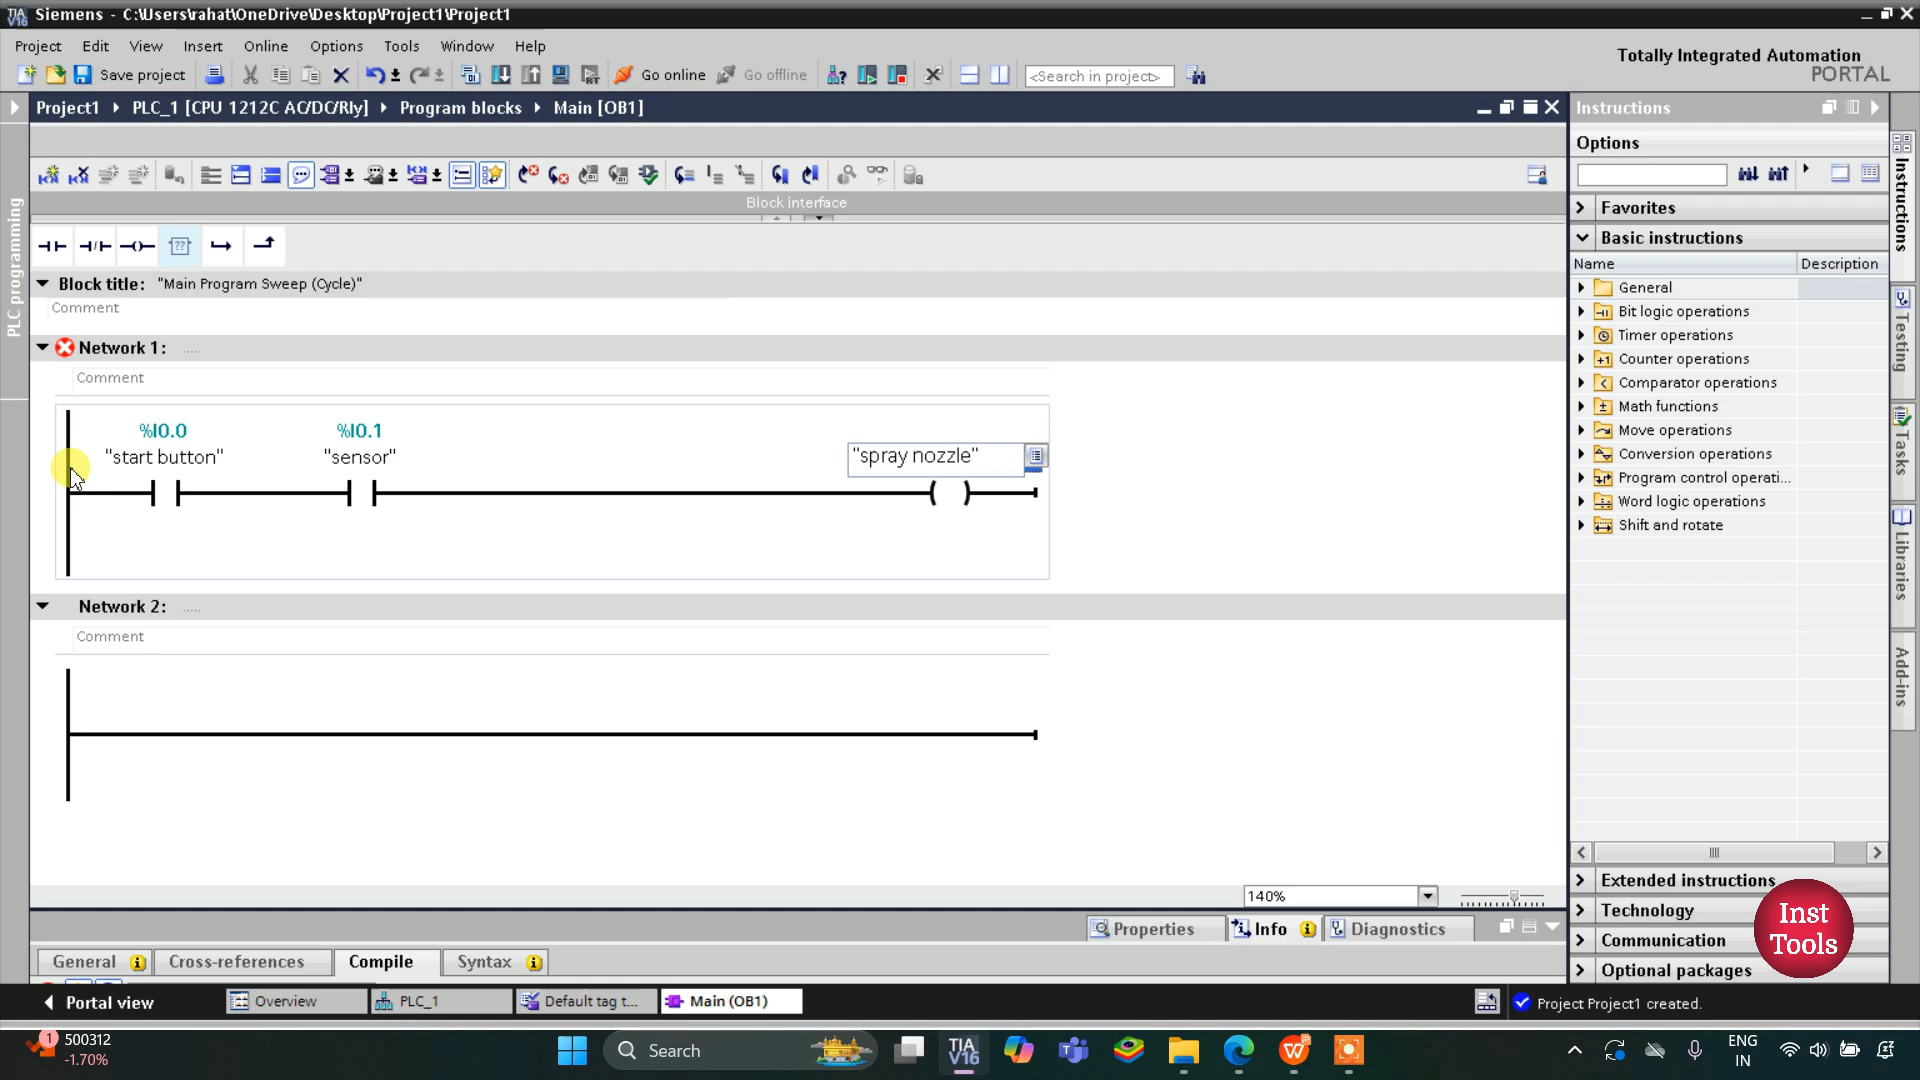 TIA V16 Siemens - C:\Users\rahat\OneDrive\Desktop\Project1\Project1
Project Edit View Insert Online Options Tools Window Help
Totally Integrated Automation
PORTAL
Save project Go online Go offline <Search in project>
Project1 PLC_1 [CPU 1212C AC/DC/Rly] Program blocks Main [OB1]
Instructions
Options
Block interface
PLC programming
Favorites
Basic instructions
Name Description
General
Bit logic operations
Timer operations
Counter operations
Comparator operations
Math functions
Move operations
Conversion operations
Program control operati...
Word logic operations
Shift and rotate
Extended instructions
Technology
Communication
Optional packages
Instructions
Testing
Tasks
Libraries
Add-ins
??
Block title: "Main Program Sweep (Cycle)"
Comment
Network 1: .....
Comment
%I0.0 %I0.1
"start button" "sensor" "spray nozzle"
Network 2: .....
Comment
140%
Properties Info Diagnostics
General Cross-references Compile Syntax
Inst
Tools
Portal view Overview PLC_1 Default tag t... Main (OB1) Project Project1 created.
1 500312
-1.70%
Search
TIA V16
ENG
IN